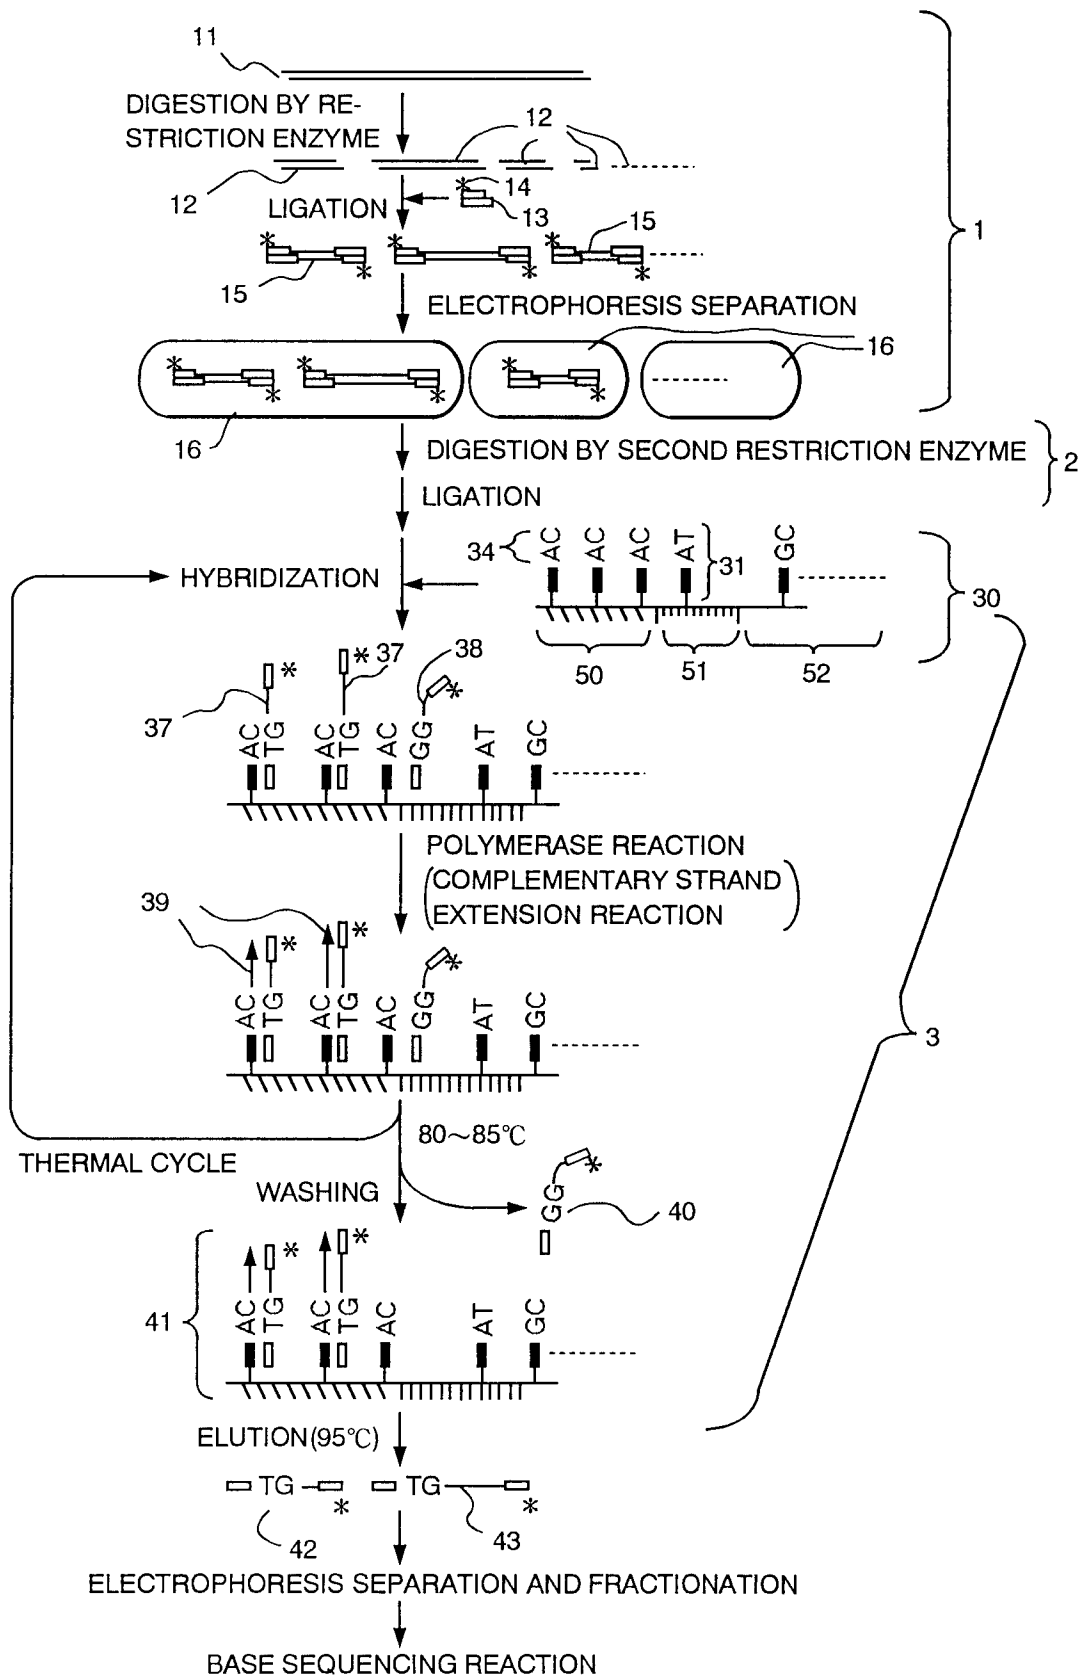 11
DIGESTION BY RE-
STRICTION ENZYME
12
12
*
14
LIGATION
13
* * * 15
1
* * *
15
ELECTROPHORESIS SEPARATION
16
* * *
* * *
16
DIGESTION BY SECOND RESTRICTION ENZYME
2
LIGATION
34 AC AC AC AT 31 GC
HYBRIDIZATION
30
50 51 52
* * 37 38
*
37
AC TG AC TG AC GG AT GC
POLYMERASE REACTION
(COMPLEMENTARY STRAND
EXTENSION REACTION)
39
* * *
AC TG AC TG AC GG AT GC
3
80~85℃
THERMAL CYCLE
WASHING
*
GG
40
* *
41
AC TG AC TG AC AT GC
ELUTION(95℃)
TG TG
* *
42 43
ELECTROPHORESIS SEPARATION AND FRACTIONATION
BASE SEQUENCING REACTION